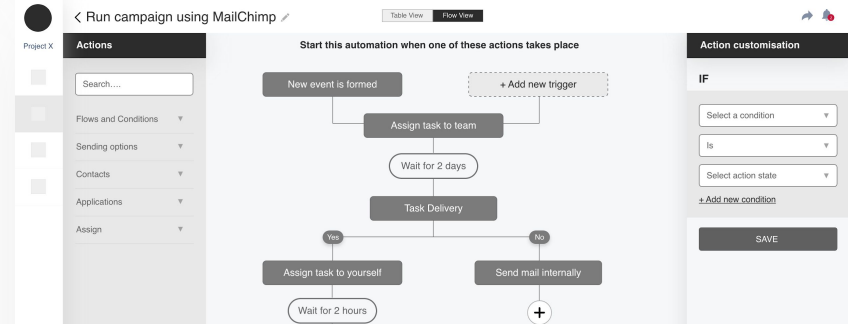 < Run campaign using MailChimp
Table View
Flow View
Project X
Actions
Search....
Flows and Conditions
Sending options
Contacts
Applications
Assign
Start this automation when one of these actions takes place
New event is formed
+ Add new trigger
Assign task to team
Wait for 2 days
Task Delivery
Yes
No
Assign task to yourself
Send mail internally
Wait for 2 hours
+
Action customisation
IF
Select a condition
Is
Select action state
+ Add new condition
SAVE